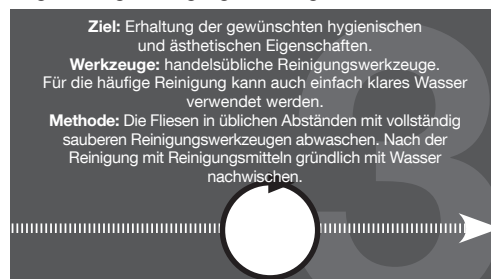 Ziel: Erhaltung der gewünschten hygienischen
und ästhetischen Eigenschaften.
Werkzeuge: handelsübliche Reinigungswerkzeuge.
Für die häufige Reinigung kann auch einfach klares Wasser
verwendet werden.
Methode: Die Fliesen in üblichen Abständen mit vollständig
sauberen Reinigungswerkzeugen abwaschen. Nach der
Reinigung mit Reinigungsmitteln gründlich mit Wasser
nachwischen.
3